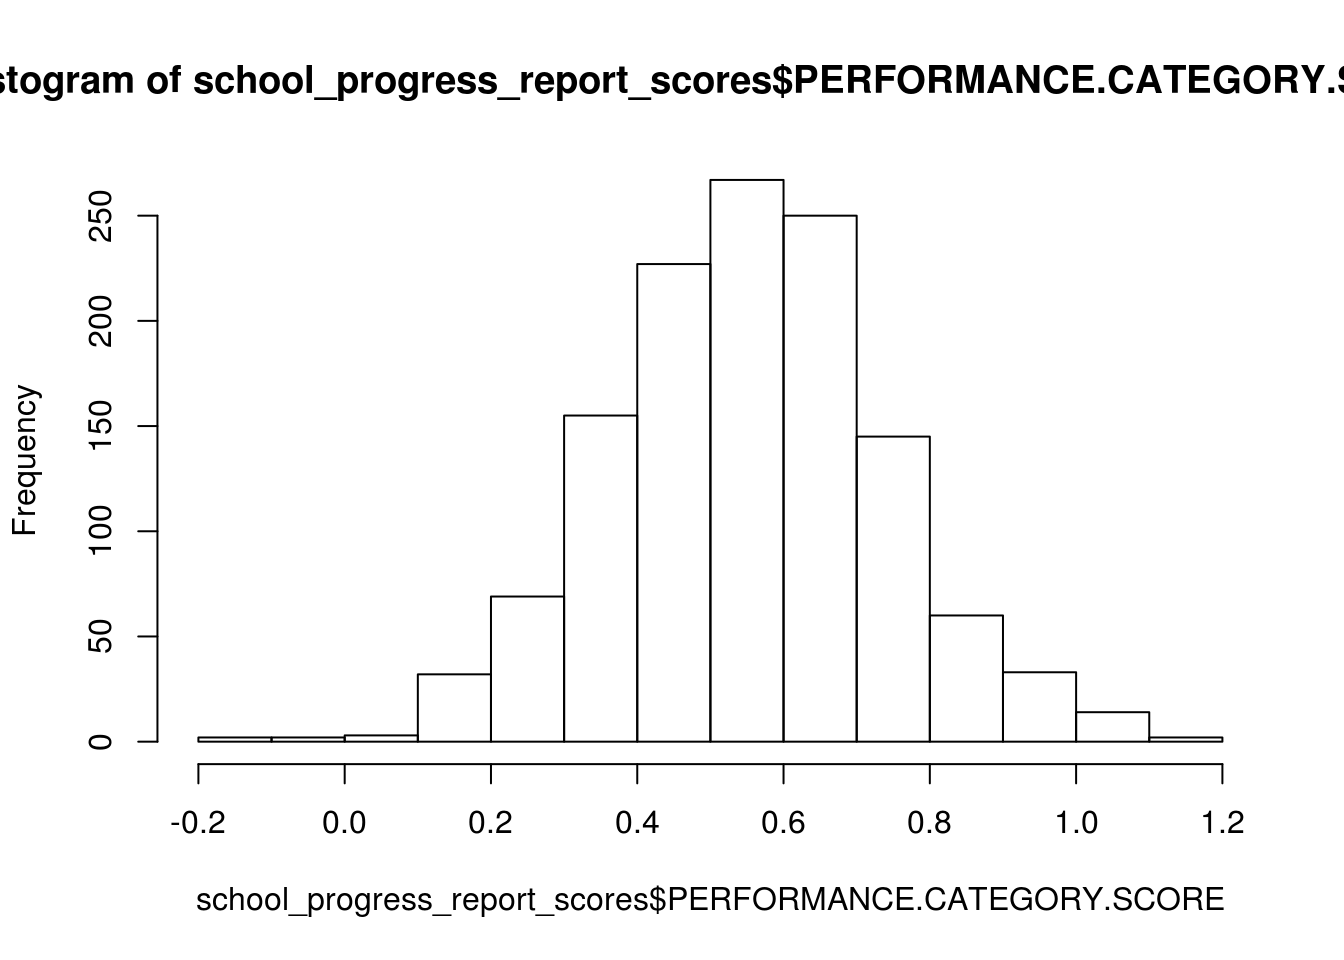 stogram of school_progress_report_scores$PERFORMANCE.CATEGORY.S
Frequency
250
200
150
100
50
0
-0.2 0.0 0.2 0.4 0.6 0.8 1.0 1.2
school_progress_report_scores$PERFORMANCE.CATEGORY.SCORE